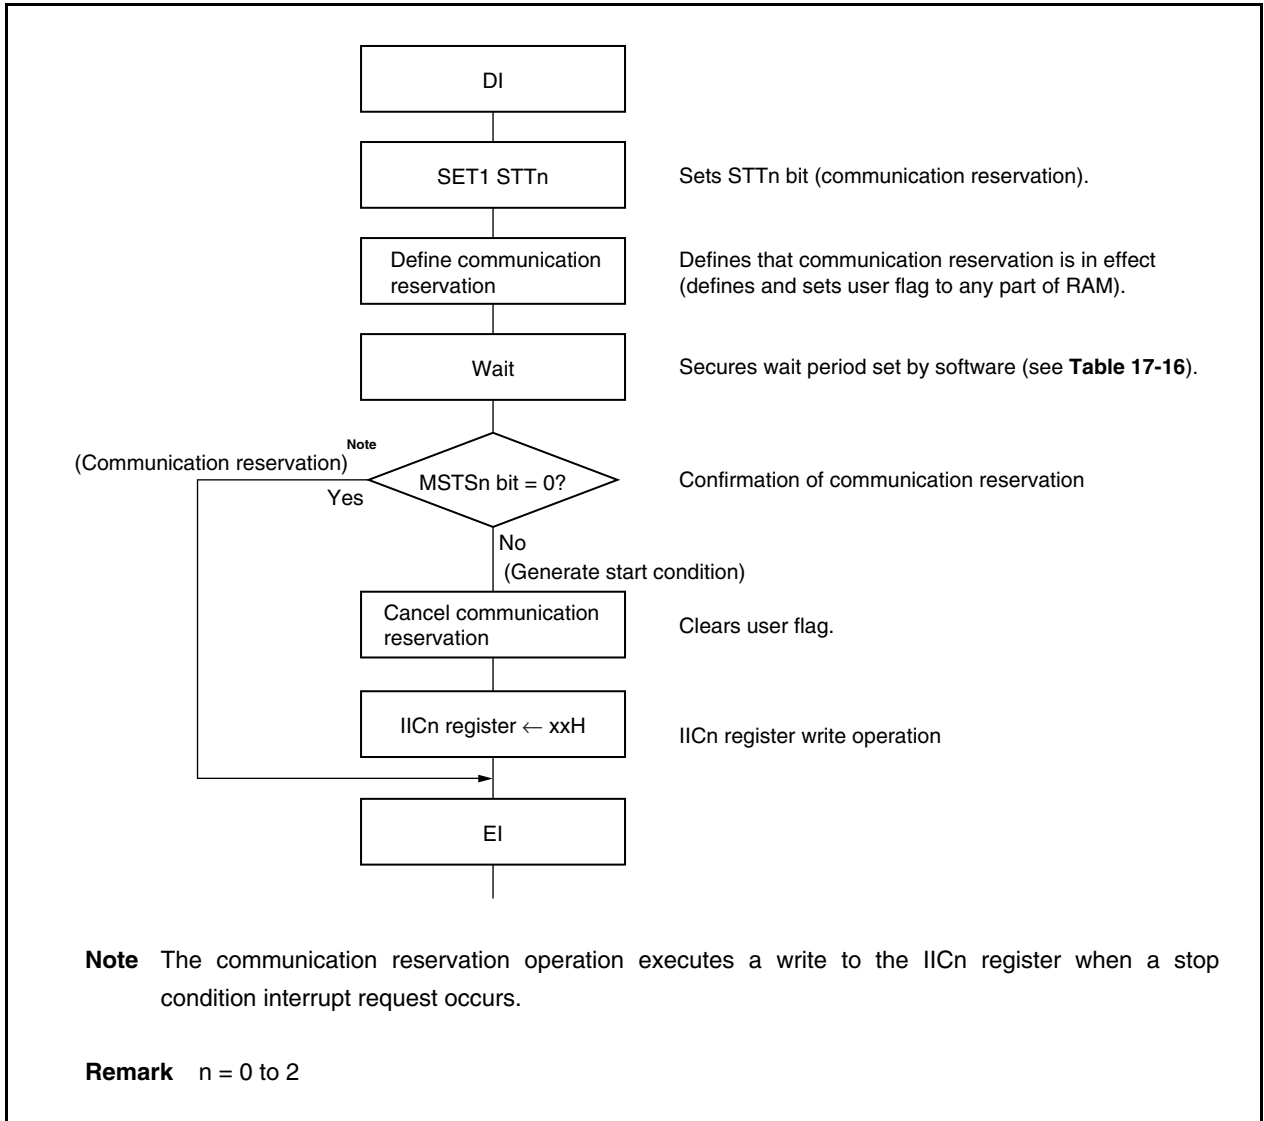 DI
SET1 STTn
Sets STTn bit (communication reservation).
Define communication
reservation
Defines that communication reservation is in effect
(defines and sets user flag to any part of RAM).
Wait
Secures wait period set by software (see Table 17-16).
(Communication reservation)Note
MSTSn bit = 0?
Confirmation of communication reservation
Yes
No
(Generate start condition)
Cancel communication
reservation
Clears user flag.
IICn register ← xxH
IICn register write operation
EI
Note The communication reservation operation executes a write to the IICn register when a stop
condition interrupt request occurs.
Remark n = 0 to 2